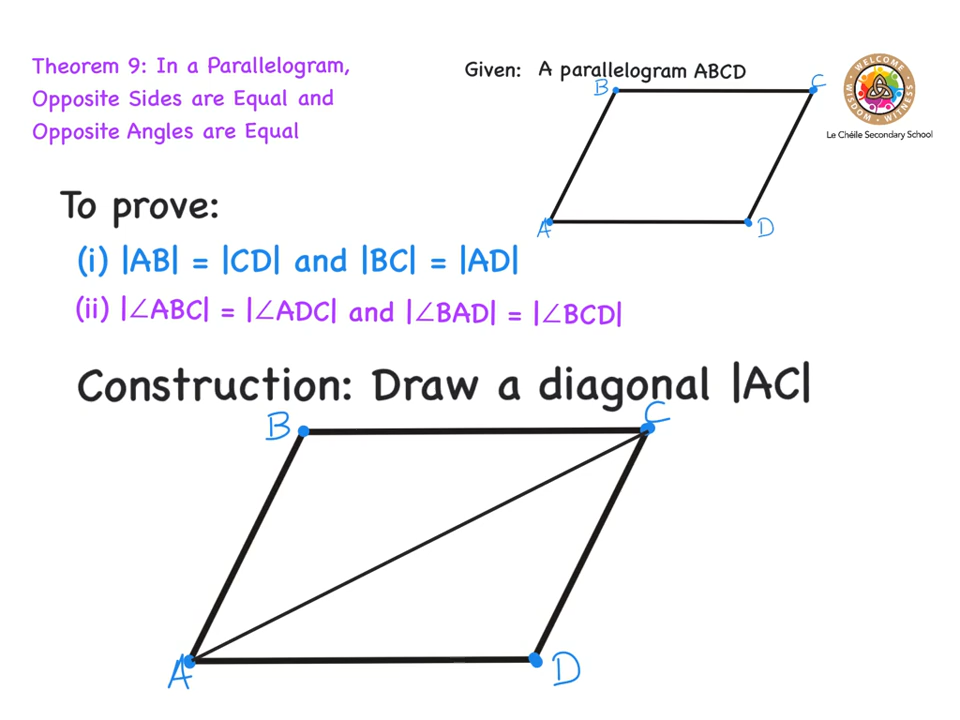 Theorem 9: In a Parallelogram,
Opposite Sides are Equal and
Opposite Angles are Equal
Given: A parallelogram ABCD
B
C
A
D
WELCOME · WITNESS · WISDOM
Le Chéile Secondary School
To prove:
(i) |AB| = |CD| and |BC| = |AD|
(ii) |∠ABC| = |∠ADC| and |∠BAD| = |∠BCD|
Construction: Draw a diagonal |AC|
B
C
A
D